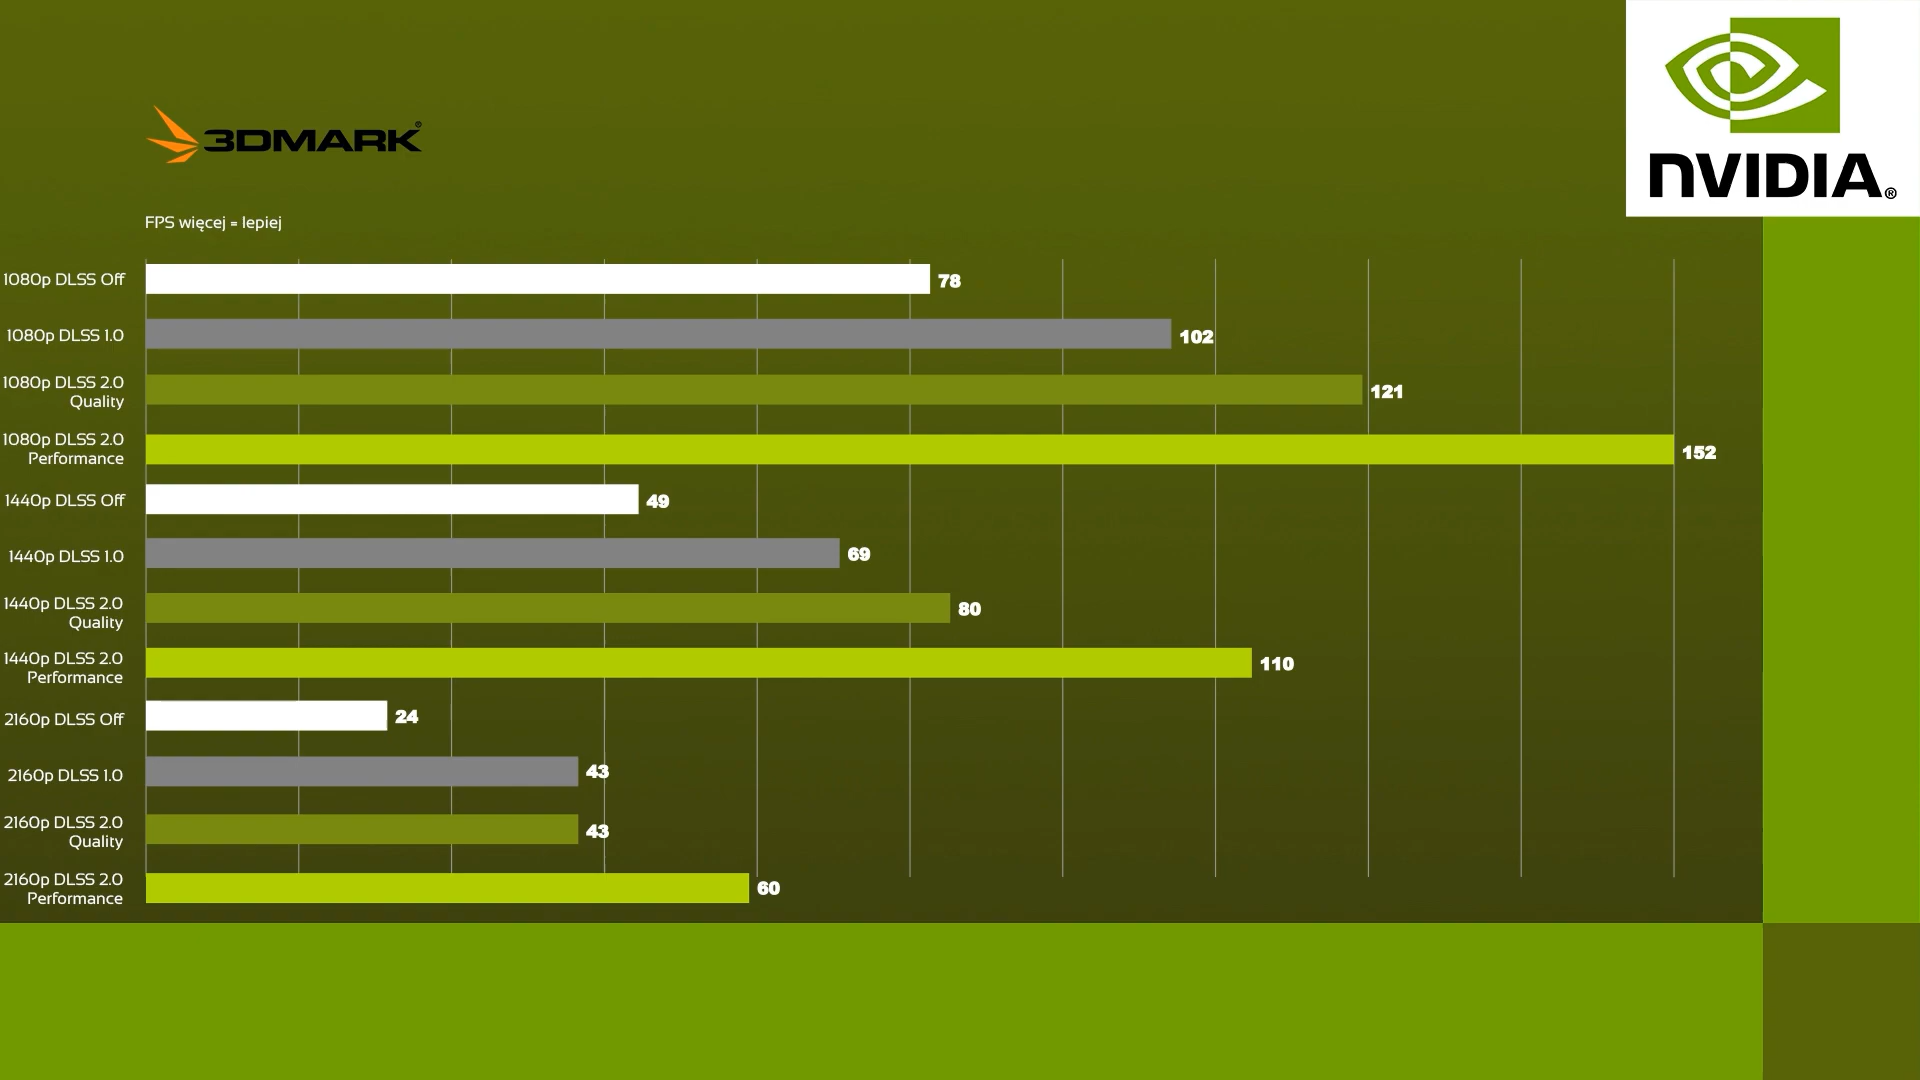 NVIDIA®
3DMARK®
FPS więcej = lepiej
1080p DLSS Off
78
1080p DLSS 1.0
102
1080p DLSS 2.0
Quality
121
1080p DLSS 2.0
Performance
152
1440p DLSS Off
49
1440p DLSS 1.0
69
1440p DLSS 2.0
Quality
80
1440p DLSS 2.0
Performance
110
2160p DLSS Off
24
2160p DLSS 1.0
43
2160p DLSS 2.0
Quality
43
2160p DLSS 2.0
Performance
60